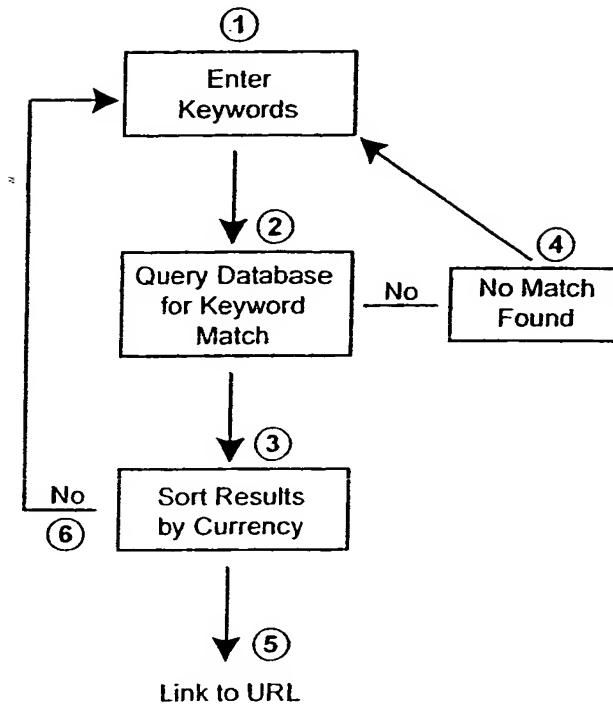 1
Enter
Keywords
2
Query Database
for Keyword
Match
No
4
No Match
Found
3
Sort Results
by Currency
No
6
5
Link to URL